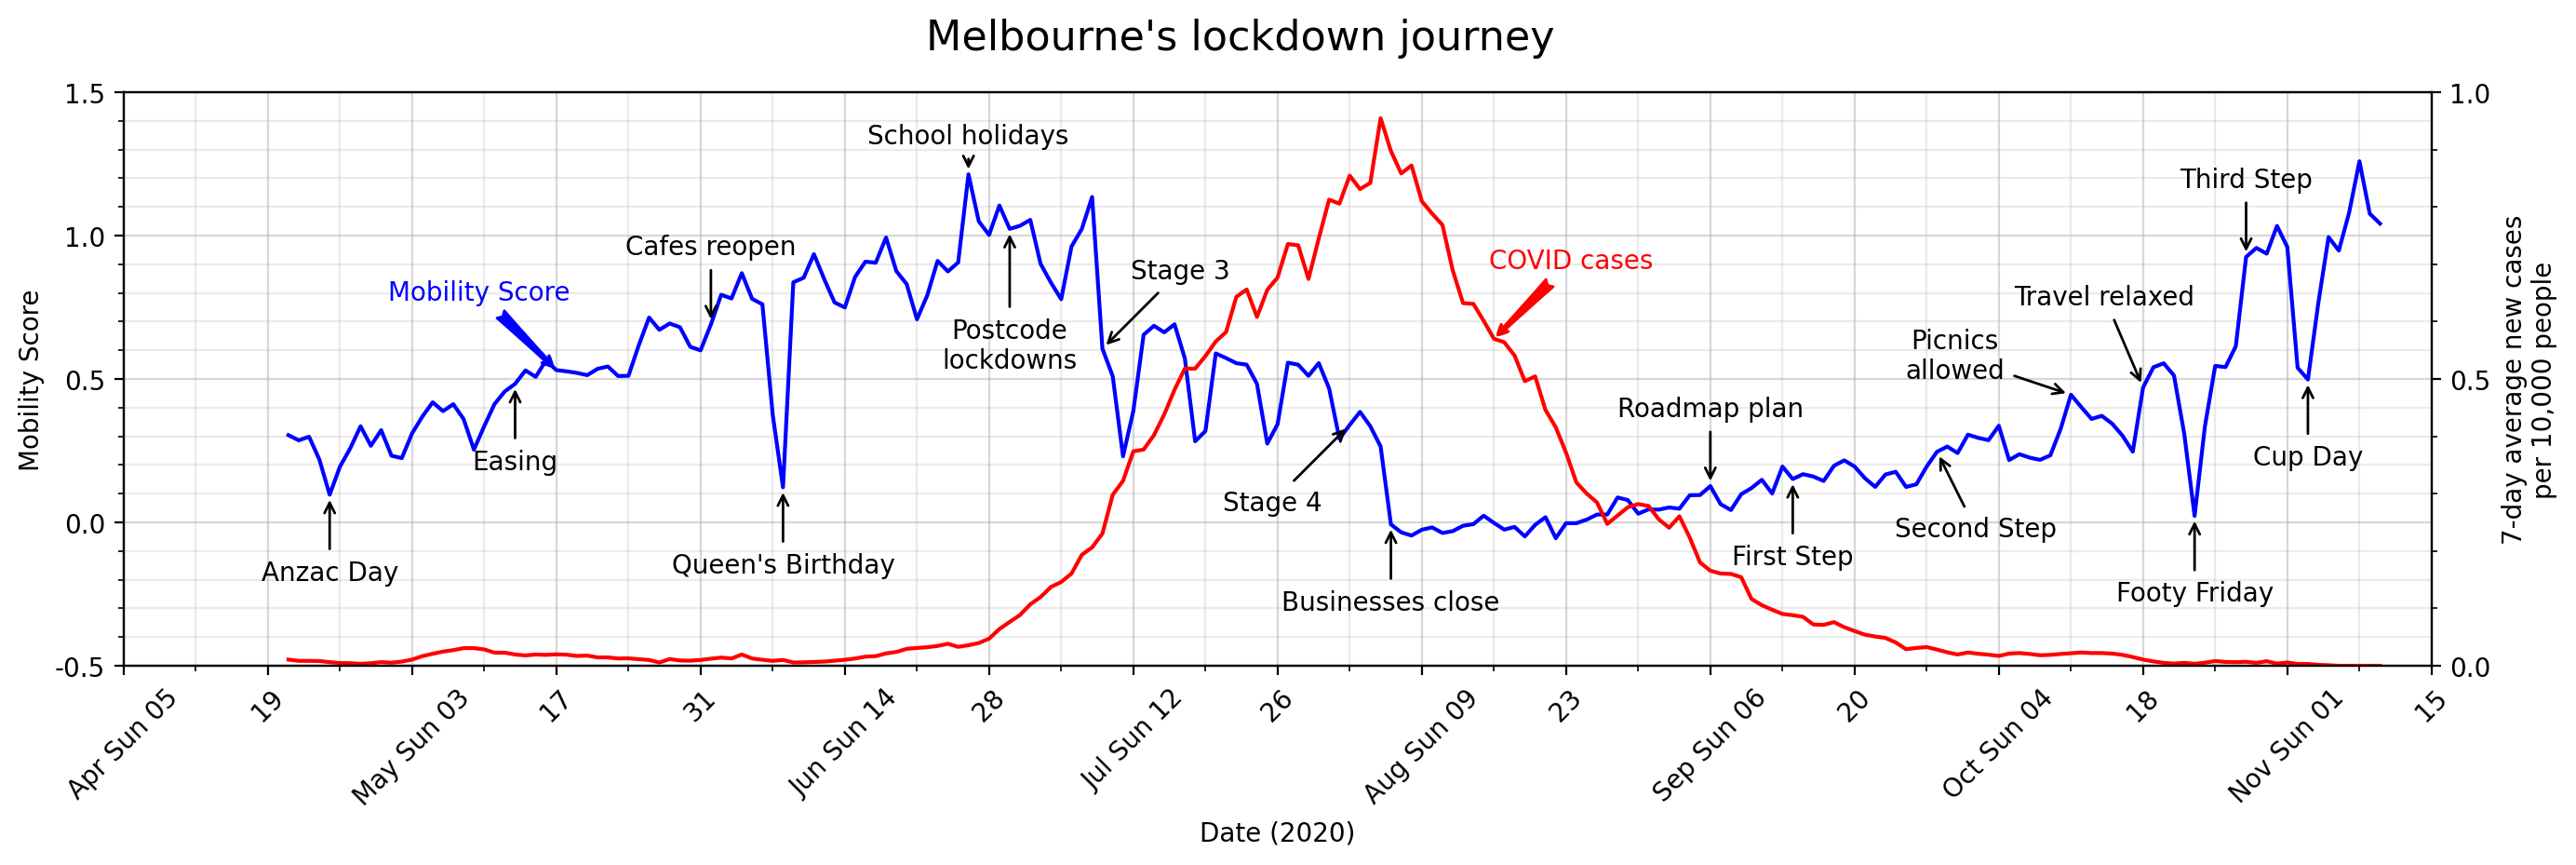 Melbourne's lockdown journey
1.5
1.0
0.5
0.0
-0.5
Mobility Score
1.0
0.5
0.0
7-day average new cases
per 10,000 people
School holidays
Cafes reopen
Mobility Score
Stage 3
COVID cases
Third Step
Travel relaxed
Postcode
lockdowns
Picnics
allowed
Roadmap plan
Easing
Cup Day
Stage 4
Second Step
First Step
Anzac Day
Queen's Birthday
Businesses close
Footy Friday
Apr Sun 05
19
May Sun 03
17
31
Jun Sun 14
28
Jul Sun 12
26
Aug Sun 09
23
Sep Sun 06
20
Oct Sun 04
18
Nov Sun 01
15
Date (2020)